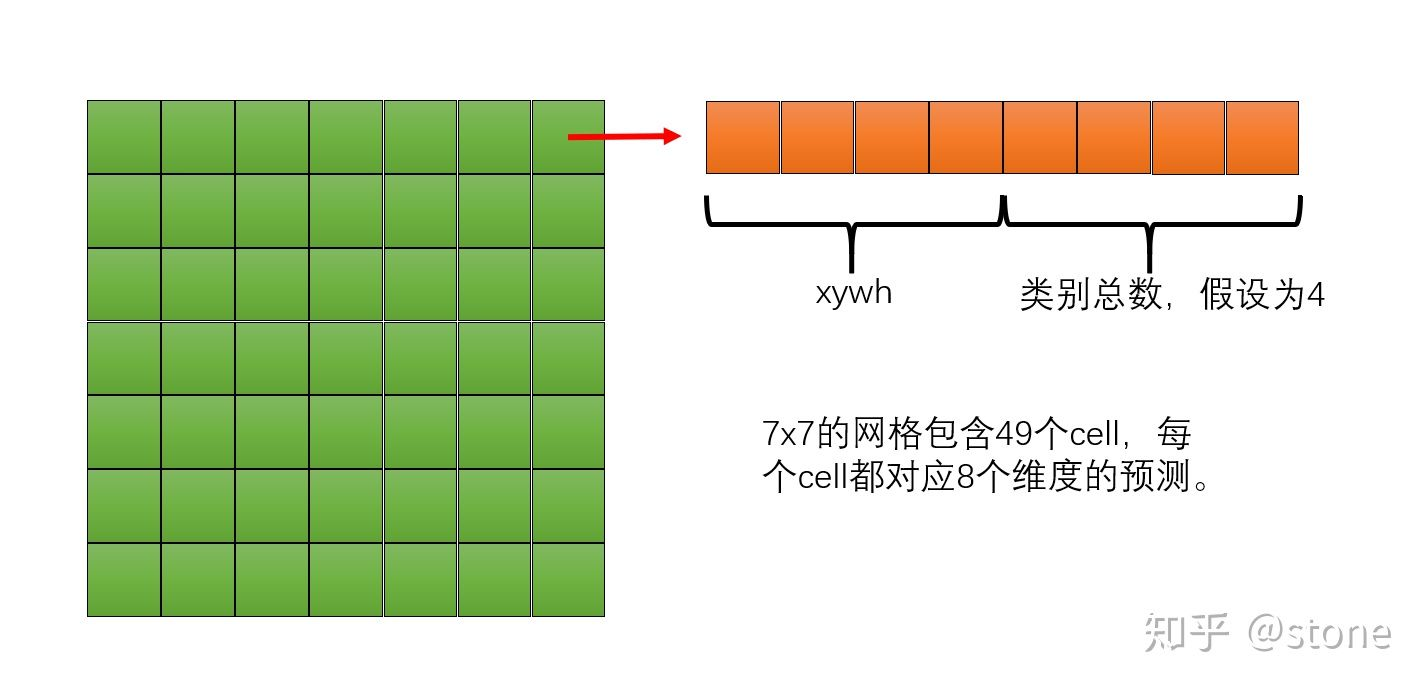 xywh
类别总数，假设为4
7x7的网格包含49个cell，每
个cell都对应8个维度的预测。
知乎 @stone